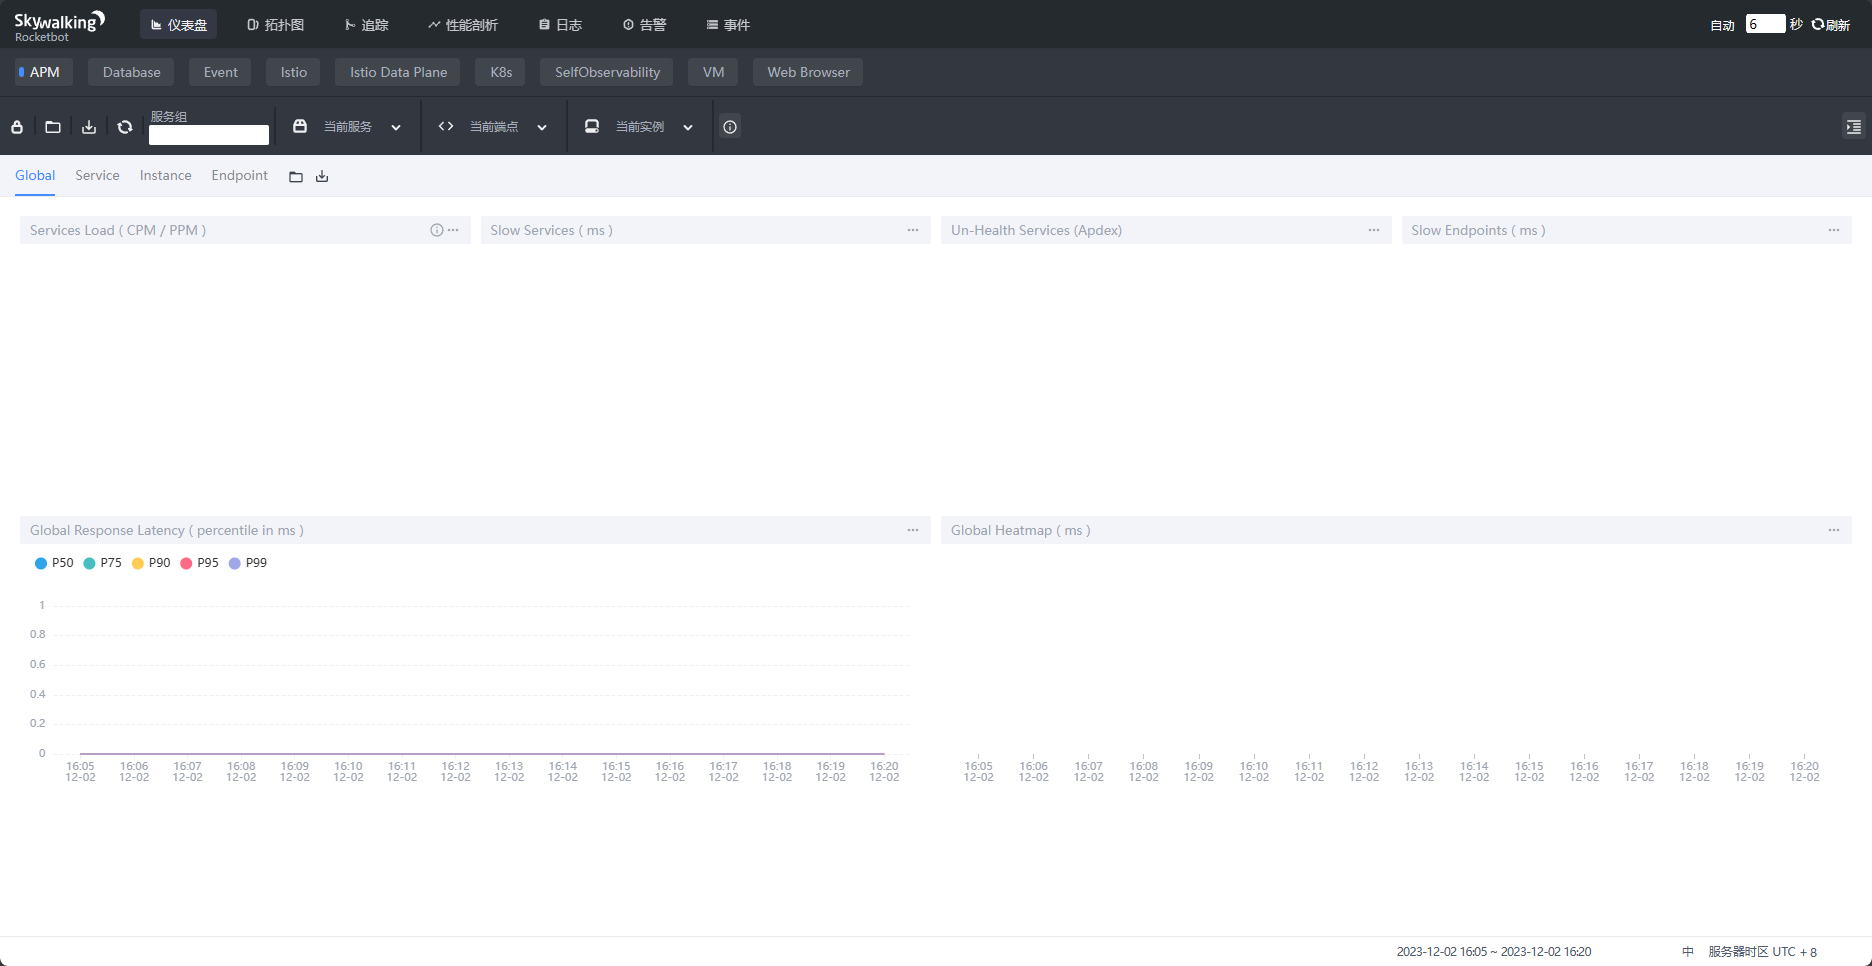 Skywalking
Rocketbot
仪表盘 拓扑图 追踪 性能剖析 日志 告警 事件 自动 6 秒 刷新
APM Database Event Istio Istio Data Plane K8s SelfObservability VM Web Browser
服务组
当前服务 当前端点 当前实例
Global Service Instance Endpoint
Services Load ( CPM / PPM ) Slow Services ( ms ) Un-Health Services (Apdex) Slow Endpoints ( ms )
Global Response Latency ( percentile in ms ) Global Heatmap ( ms )
P50 P75 P90 P95 P99
1
0.8
0.6
0.4
0.2
0
16:05 16:06 16:07 16:08 16:09 16:10 16:11 16:12 16:13 16:14 16:15 16:16 16:17 16:18 16:19 16:20
12-02 12-02 12-02 12-02 12-02 12-02 12-02 12-02 12-02 12-02 12-02 12-02 12-02 12-02 12-02 12-02
16:05 16:06 16:07 16:08 16:09 16:10 16:11 16:12 16:13 16:14 16:15 16:16 16:17 16:18 16:19 16:20
12-02 12-02 12-02 12-02 12-02 12-02 12-02 12-02 12-02 12-02 12-02 12-02 12-02 12-02 12-02 12-02
2023-12-02 16:05 ~ 2023-12-02 16:20 中 服务器时区 UTC + 8